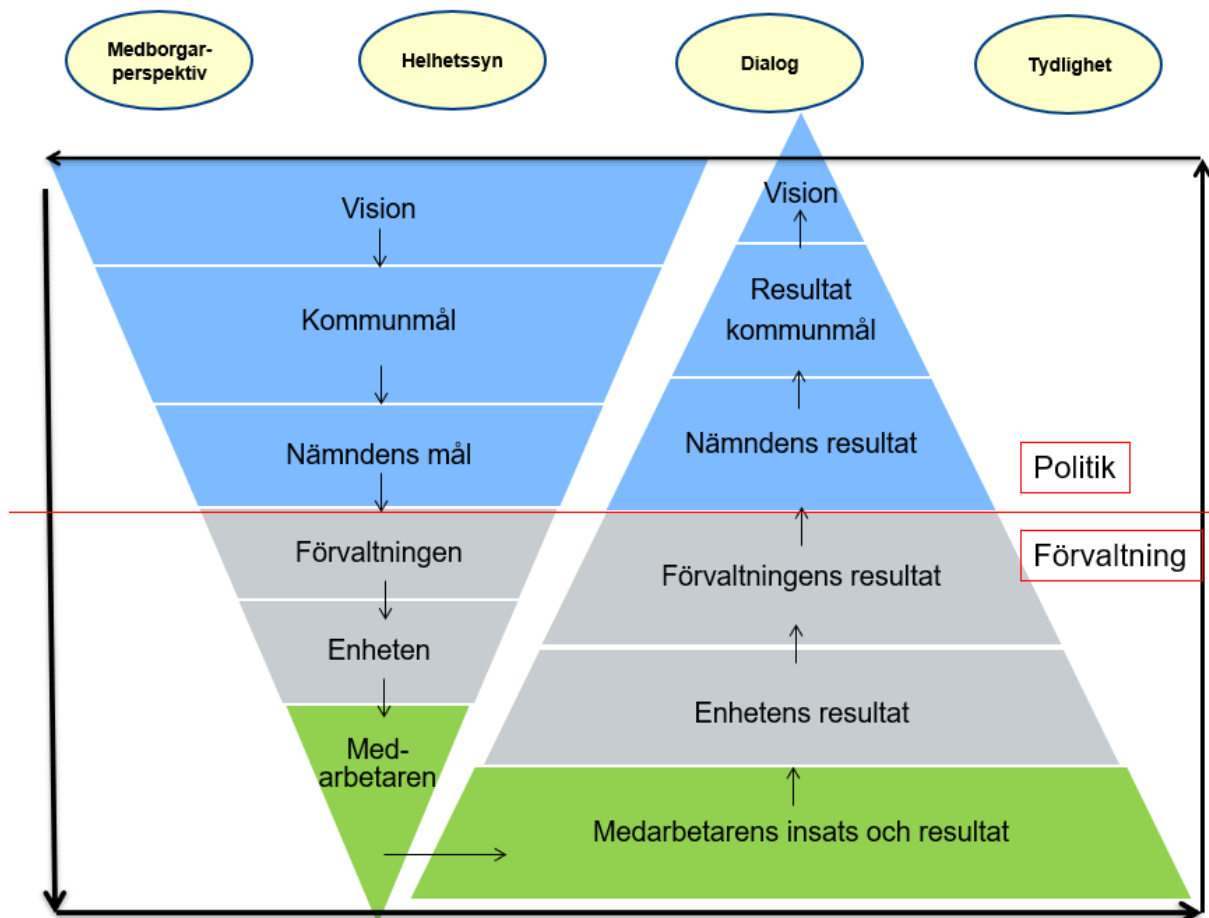 Medborgar-
perspektiv
Helhetssyn
Dialog
Tydlighet
Vision
Kommunmål
Nämndens mål
Förvaltningen
Enheten
Med-
arbetaren
Vision
Resultat
kommunmål
Nämndens resultat
Förvaltningens resultat
Enhetens resultat
Medarbetarens insats och resultat
Politik
Förvaltning